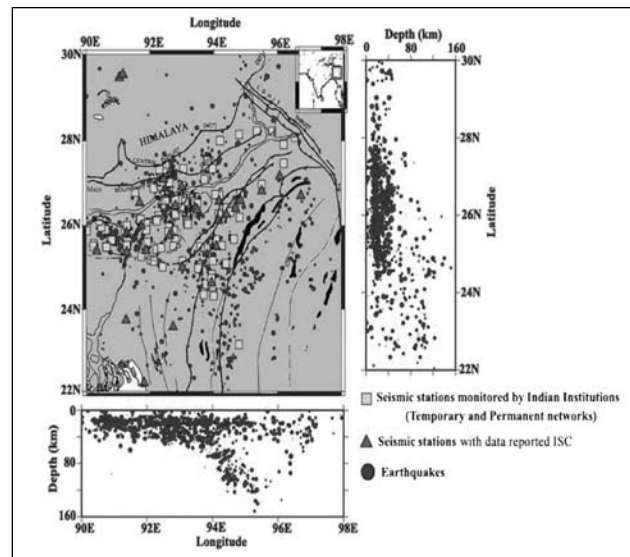 Longitude
90E 92E 94E 96E 98E
Depth (km)
0 80 160
30N
30N
28N
28N
HIMALAYA
CENTRAL
MAIN
26N
26N
24N
24N
22N
22N
Latitude
Latitude
Seismic stations monitored by Indian Institutions
(Temporary and Permanent networks)
Seismic stations with data reported ISC
Earthquakes
0
80
160
Depth (km)
90E 92E 94E 96E 98E
Longitude